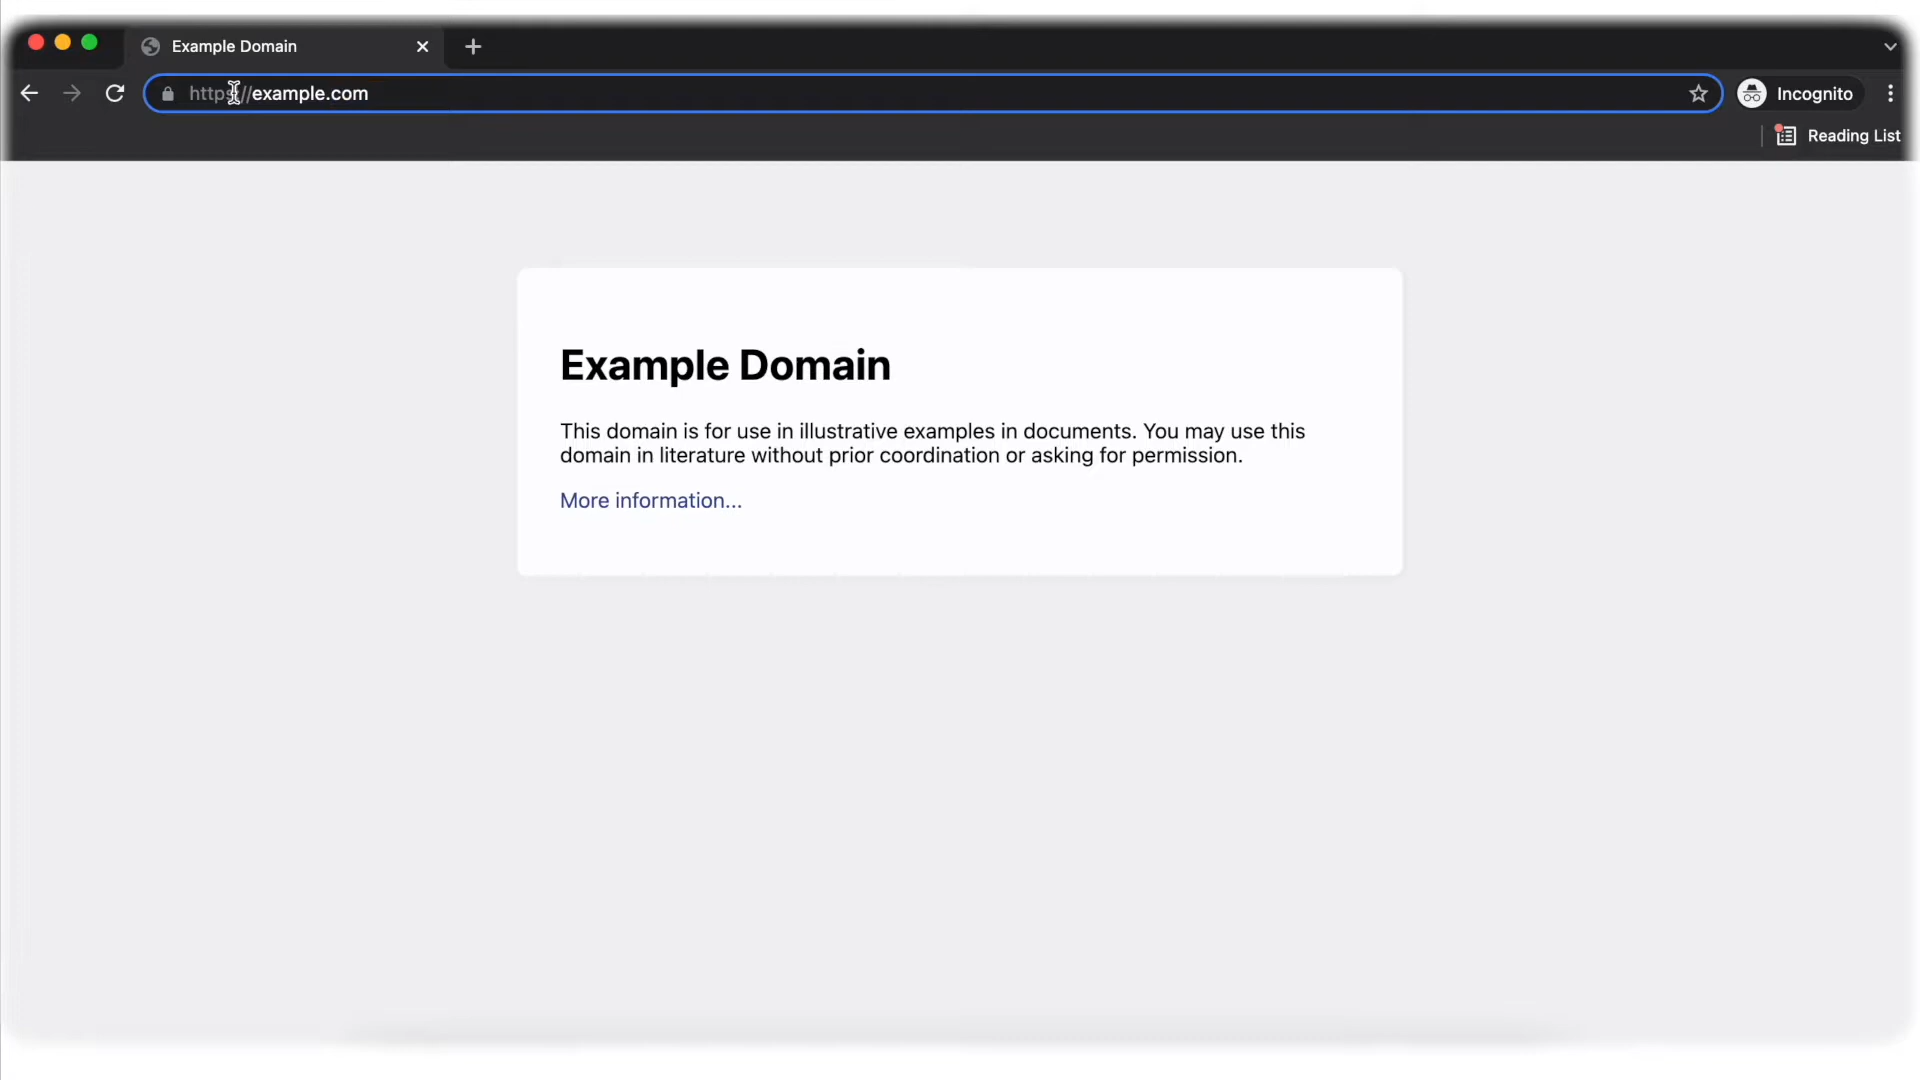 Example Domain
https://example.com
Incognito
Reading List
Example Domain
This domain is for use in illustrative examples in documents. You may use this
domain in literature without prior coordination or asking for permission.
More information...